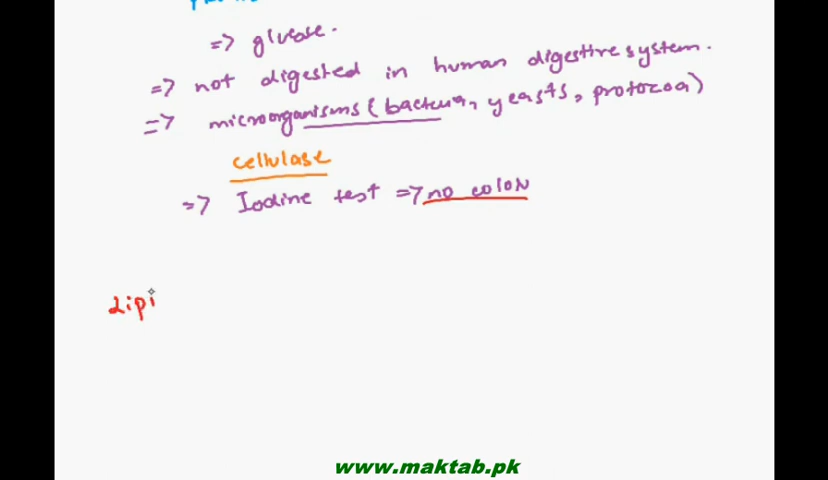 => glucose.
=> not digested in human digestive system.
=> microorganisms (bacteria, yeasts, protozoa)
cellulase
=> Iodine test => no color
Lipi
www.maktab.pk